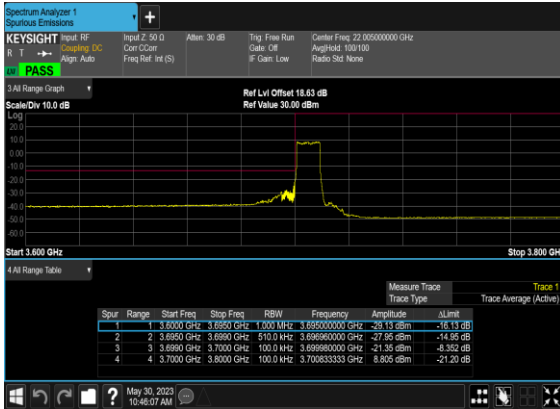 Spectrum Analyzer 1
Spurious Emissions
+
KEYSIGHT Input: RF Input Z: 50 Ω Atten: 30 dB Trig: Free Run Center Freq: 22.005000000 GHz
R T Coupling: DC Corr CCorr Gate: Off Avg|Hold: 100/100
Align: Auto Freq Ref: Int (S) IF Gain: Low Radio Std: None
PASS
3 All Range Graph
Ref Lvl Offset 18.63 dB
Scale/Div 10.0 dB Ref Value 30.00 dBm
Log
20.0
10.0
0.00
-10.0
-20.0
-30.0
-40.0
-50.0
-60.0
Start 3.600 GHz Stop 3.800 GH
4 All Range Table
Measure Trace Trace 1
Trace Type Trace Average (Active)
Spur Range Start Freq Stop Freq RBW Frequency Amplitude ΔLimit
1 1 3.6000 GHz 3.6950 GHz 1.000 MHz 3.695000000 GHz -29.13 dBm -16.13 dB
2 2 3.6950 GHz 3.6990 GHz 510.0 kHz 3.696960000 GHz -27.95 dBm -14.95 dB
3 3 3.6990 GHz 3.7000 GHz 100.0 kHz 3.699980000 GHz -21.35 dBm -8.352 dB
4 4 3.7000 GHz 3.8000 GHz 100.0 kHz 3.700833333 GHz 8.805 dBm -21.20 dB
?
May 30, 2023
10:46:07 AM